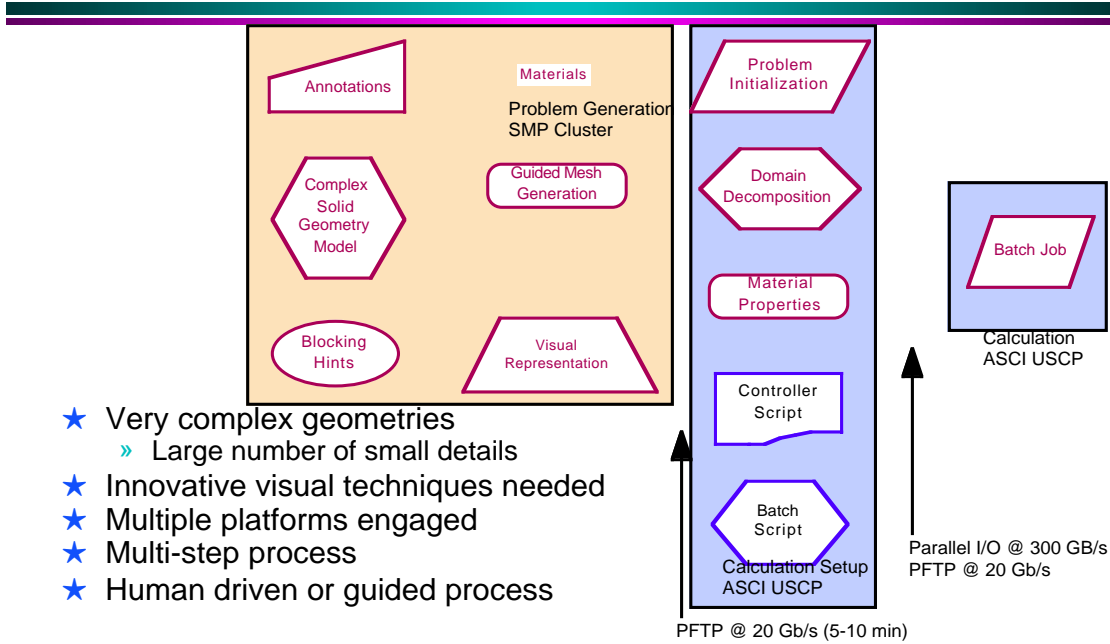 Annotations
Materials
Problem Generation
SMP Cluster
Complex
Solid
Geometry
Model
Guided Mesh
Generation
Blocking
Hints
Visual
Representation
Problem
Initialization
Domain
Decomposition
Material
Properties
Controller
Script
Batch
Script
Calculation Setup
ASCI USCP
Batch Job
Calculation
ASCI USCP
★ Very complex geometries
» Large number of small details
★ Innovative visual techniques needed
★ Multiple platforms engaged
★ Multi-step process
★ Human driven or guided process
PFTP @ 20 Gb/s (5-10 min)
Parallel I/O @ 300 GB/s
PFTP @ 20 Gb/s